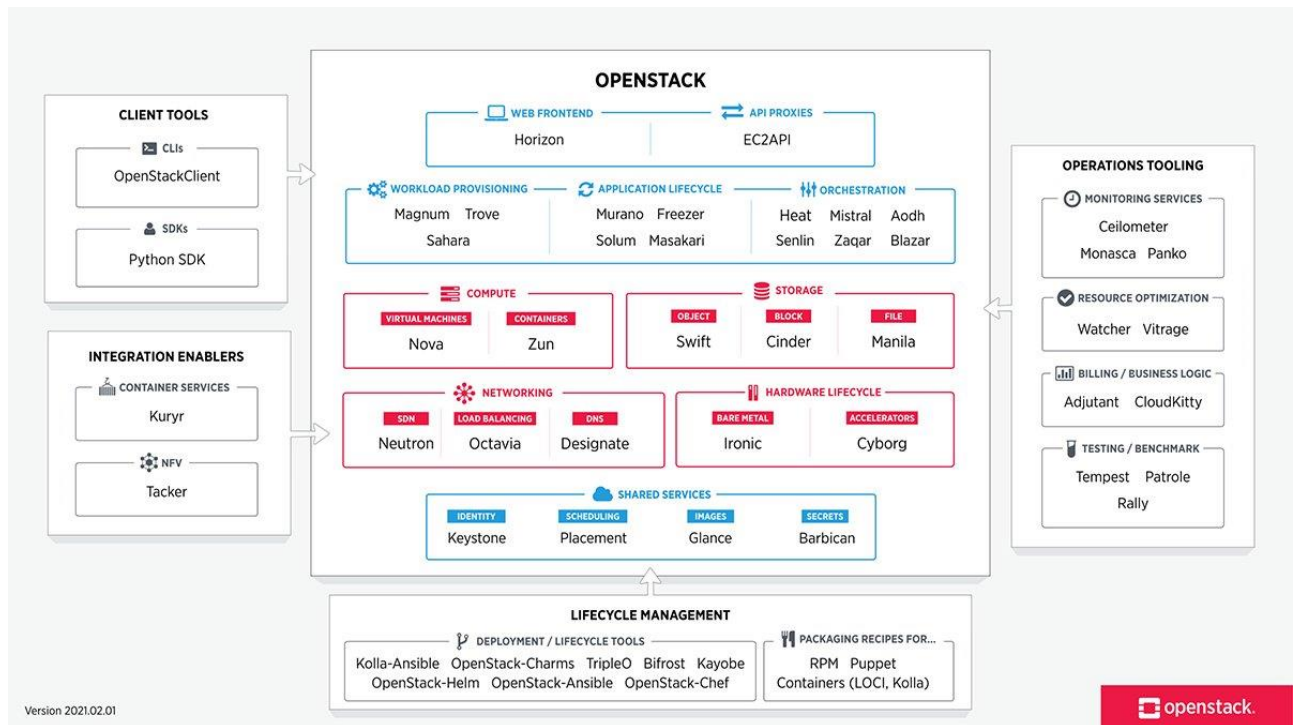 OPENSTACK
WEB FRONTEND
API PROXIES
Horizon
EC2API
WORKLOAD PROVISIONING
APPLICATION LIFECYCLE
ORCHESTRATION
Magnum Trove
Sahara
Murano Freezer
Solum Masakari
Heat Mistral Aodh
Senlin Zaqar Blazar
COMPUTE
VIRTUAL MACHINES
CONTAINERS
Nova
Zun
STORAGE
OBJECT
BLOCK
FILE
Swift
Cinder
Manila
NETWORKING
SDN
LOAD BALANCING
DNS
Neutron
Octavia
Designate
HARDWARE LIFECYCLE
BARE METAL
ACCELERATORS
Ironic
Cyborg
SHARED SERVICES
IDENTITY
SCHEDULING
IMAGES
SECRETS
Keystone
Placement
Glance
Barbican
CLIENT TOOLS
CLIs
OpenStackClient
SDKs
Python SDK
INTEGRATION ENABLERS
CONTAINER SERVICES
Kuryr
NFV
Tacker
OPERATIONS TOOLING
MONITORING SERVICES
Ceilometer
Monasca Panko
RESOURCE OPTIMIZATION
Watcher Vitrage
BILLING / BUSINESS LOGIC
Adjutant CloudKitty
TESTING / BENCHMARK
Tempest Patrole
Rally
LIFECYCLE MANAGEMENT
DEPLOYMENT / LIFECYCLE TOOLS
Kolla-Ansible OpenStack-Charms TripleO Bifrost Kayobe
OpenStack-Helm OpenStack-Ansible OpenStack-Chef
PACKAGING RECIPES FOR...
RPM Puppet
Containers (LOCI, Kolla)
Version 2021.02.01
openstack.